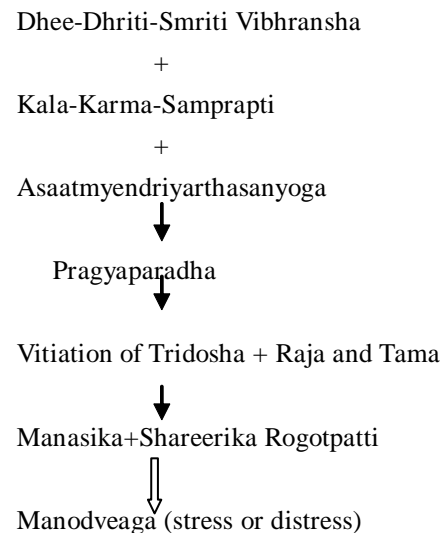 Dhee-Dhriti-Smriti Vibhransha
+
Kala-Karma-Samprapti
+
Asaatmyendriyarthasanyoga
Pragyaparadha
Vitiation of Tridosha + Raja and Tama
Manasika+Shareerika Rogotpatti
Manodveaga (stress or distress)